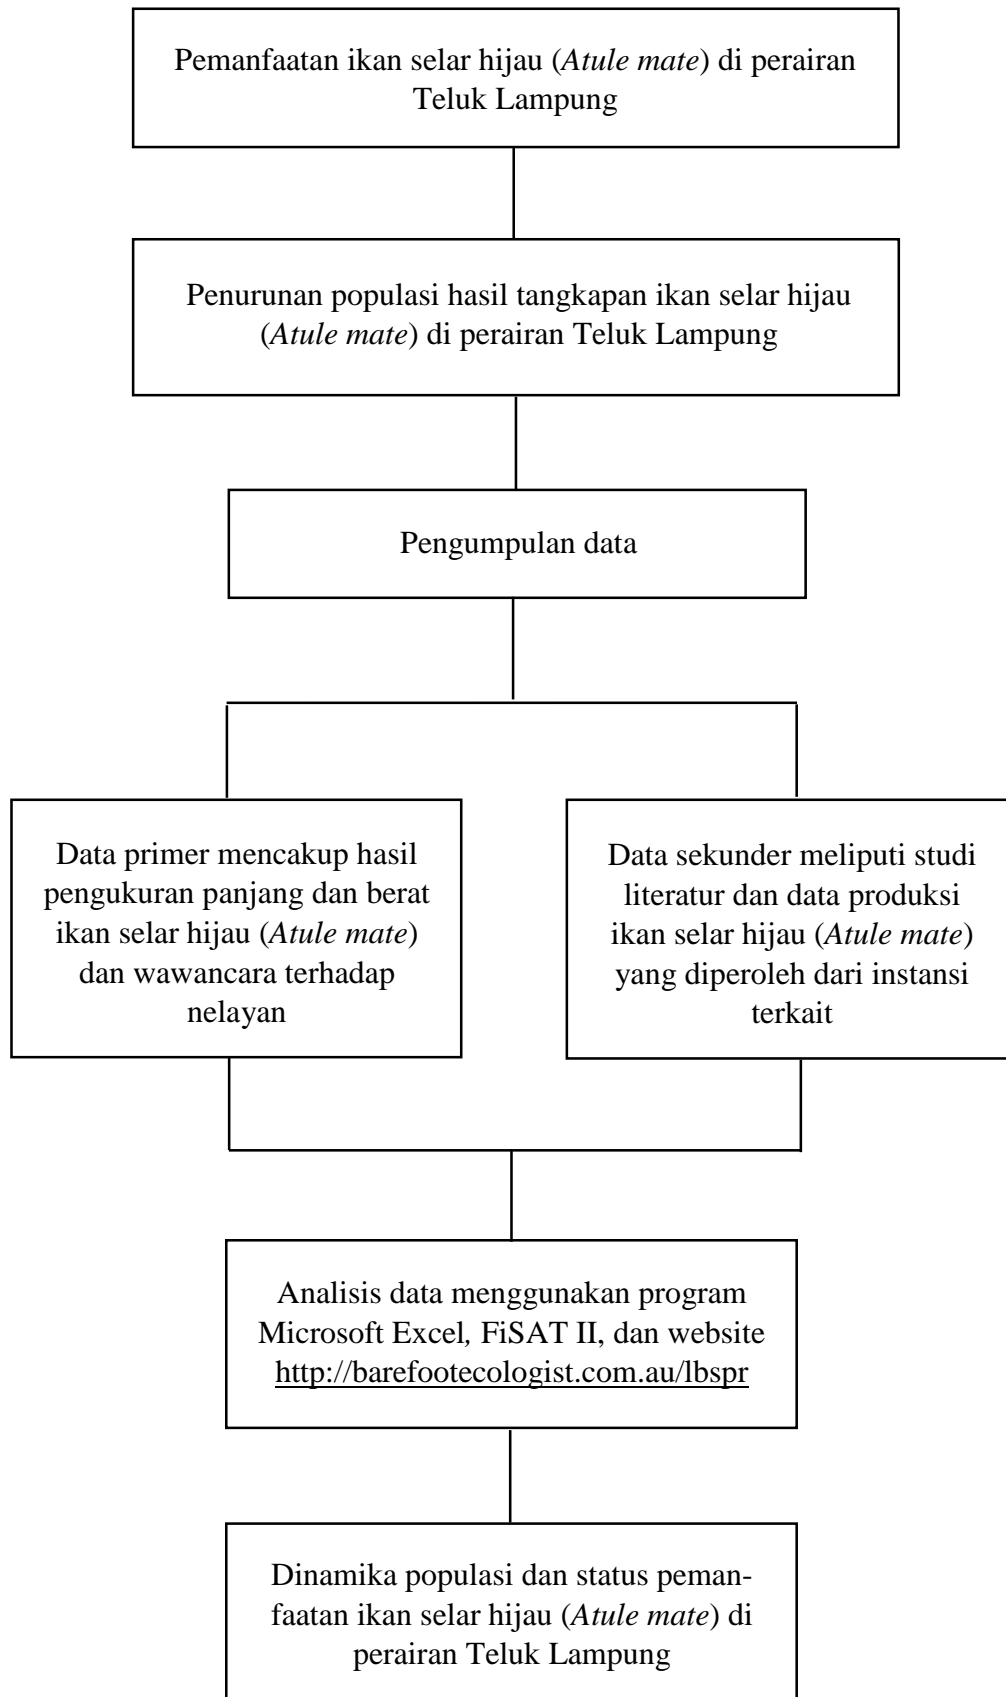 Pemanfaatan ikan selar hijau (Atule mate) di perairan
Teluk Lampung
Penurunan populasi hasil tangkapan ikan selar hijau
(Atule mate) di perairan Teluk Lampung
Pengumpulan data
Data primer mencakup hasil
pengukuran panjang dan berat
ikan selar hijau (Atule mate)
dan wawancara terhadap
nelayan
Data sekunder meliputi studi
literatur dan data produksi
ikan selar hijau (Atule mate)
yang diperoleh dari instansi
terkait
Analisis data menggunakan program
Microsoft Excel, FiSAT II, dan website
http://barefootecologist.com.au/lbspr
Dinamika populasi dan status peman-
faatan ikan selar hijau (Atule mate) di
perairan Teluk Lampung